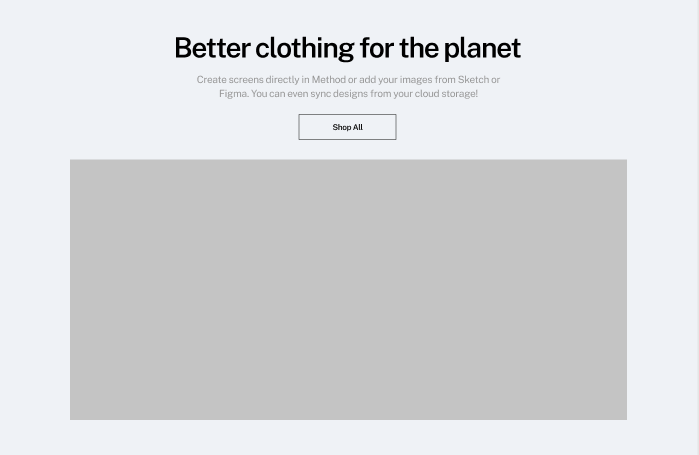 Better clothing for the planet
Create screens directly in Method or add your images from Sketch or
Figma. You can even sync designs from your cloud storage!
Shop All